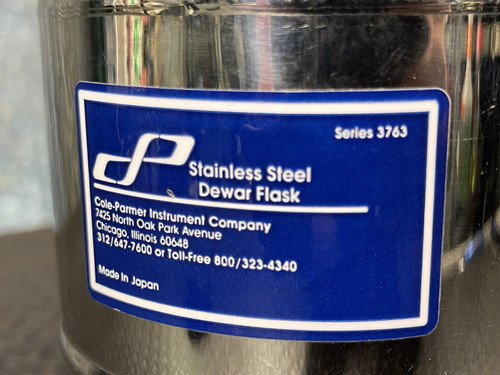 Series 3763
Stainless Steel
Dewar Flask
Cole-Parmer Instrument Company
7425 North Oak Park Avenue
Chicago, Illinois 60648
312/647-7600 or Toll-Free 800/323-4340
Made in Japan